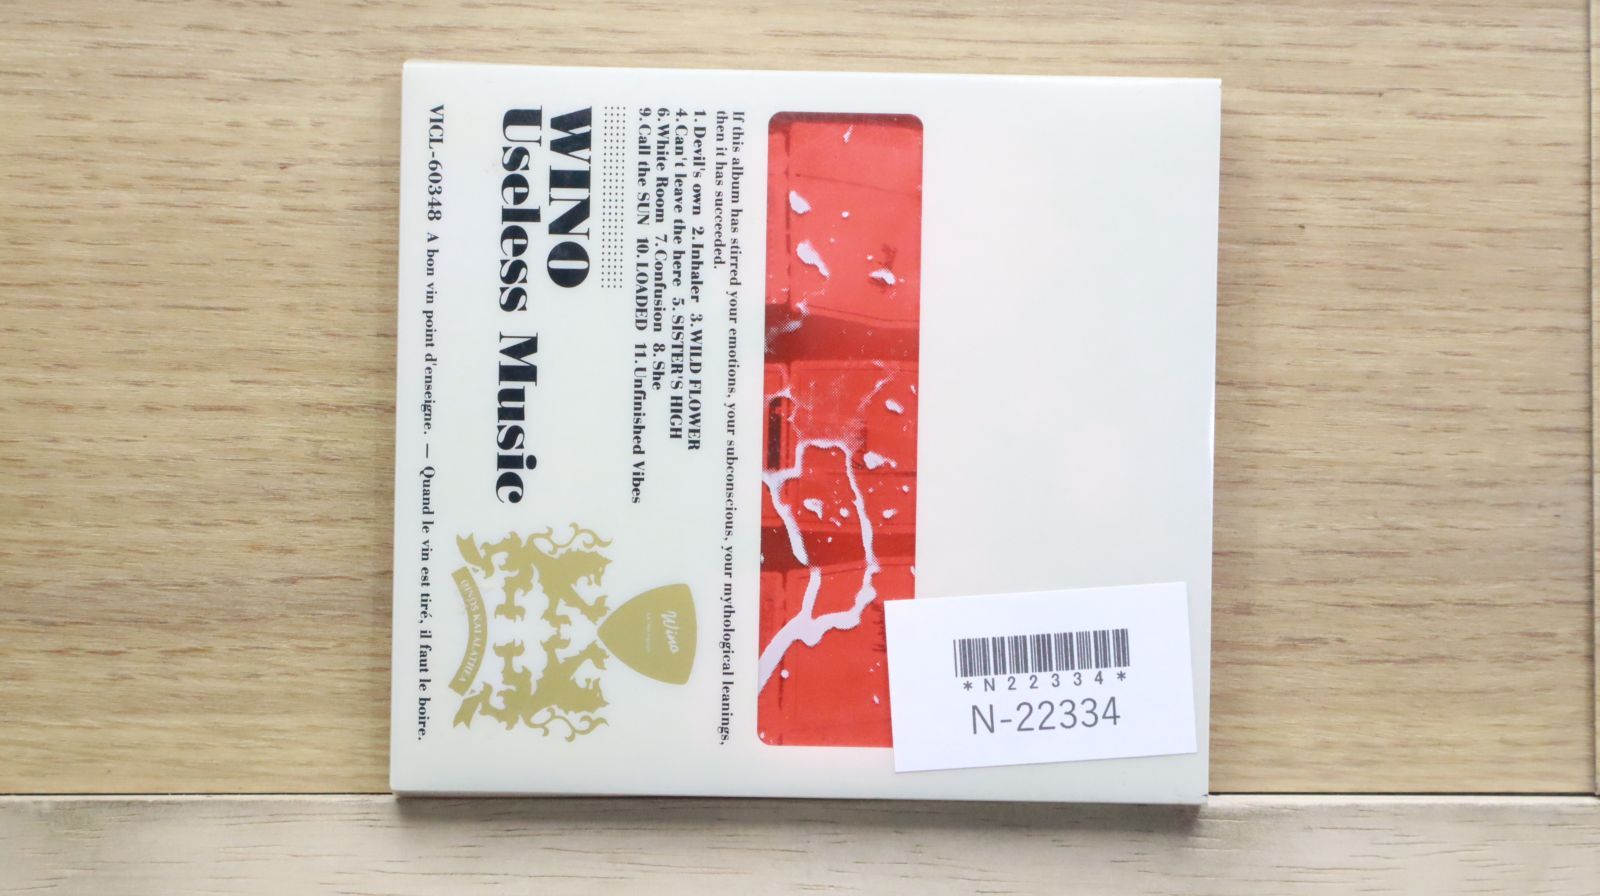 If this album has stirred your emotions, your subconscious, your mythological leanings,
then it has succeeded.
1. Devil's own 2. Inhaler 3. WILD FLOWER
4. Can't leave the here 5. SISTER'S HIGH
6. White Room 7. Confusion 8. She
9. Call the SUN 10. LOADED 11. Unfinished Vibes
WINO
Useless Music
VICL-60348 A bon vin point d'enseigne. — Quand le vin est tiré, il faut le boire.
Wino
*N22334*
N-22334